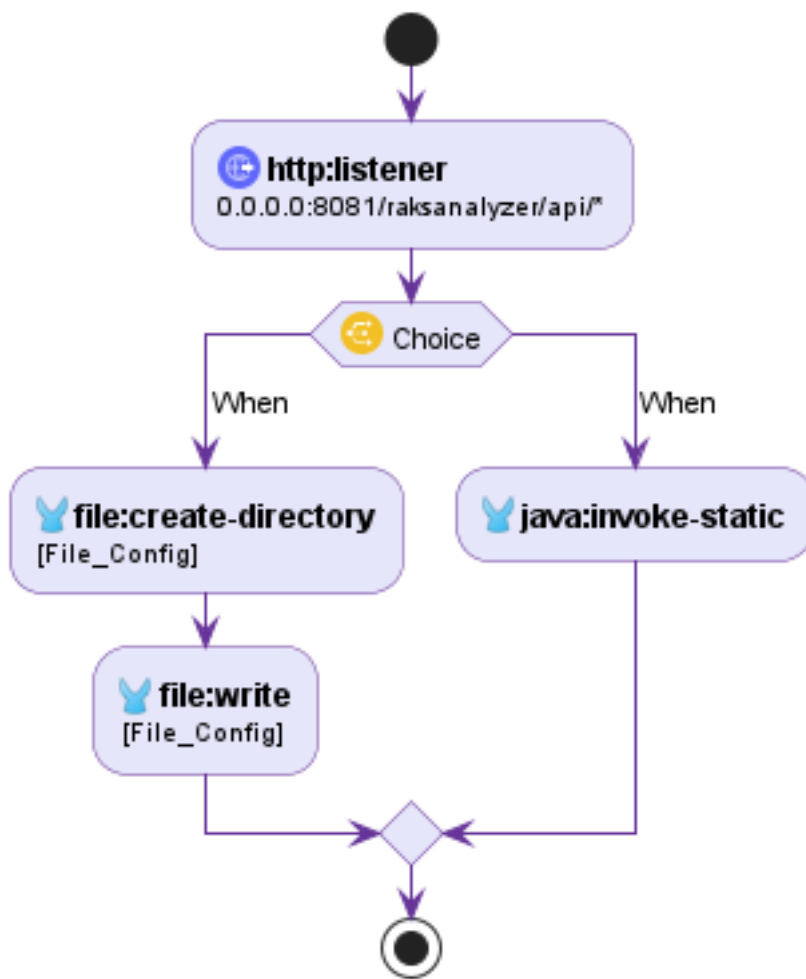 http:listener
0.0.0.0:8081/raksanalyzer/api/*
Choice
When
When
file:create-directory
[File_Config]
java:invoke-static
file:write
[File_Config]